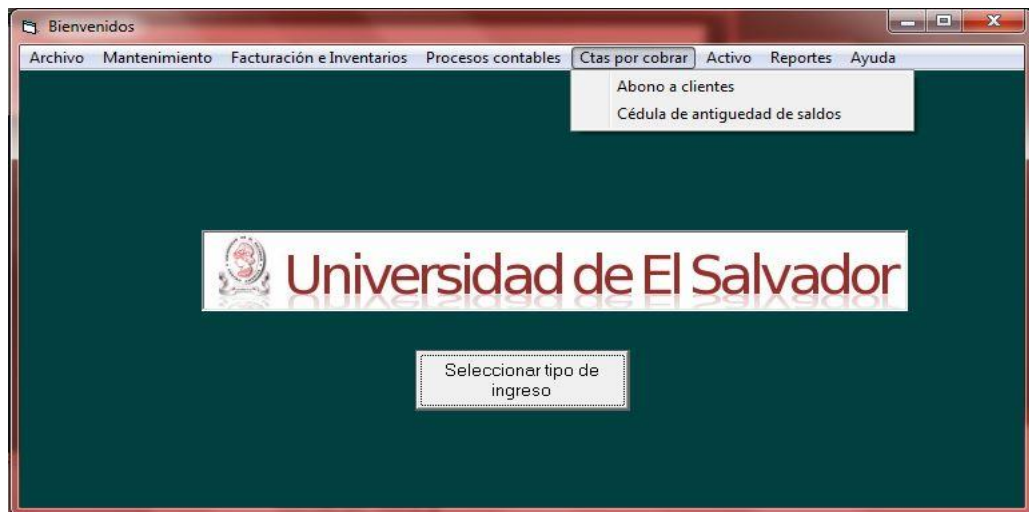 Bienvenidos
Archivo Mantenimiento Facturación e Inventarios Procesos contables Ctas por cobrar Activo Reportes Ayuda
Abono a clientes
Cédula de antiguedad de saldos
Universidad de El Salvador
Seleccionar tipo de
ingreso